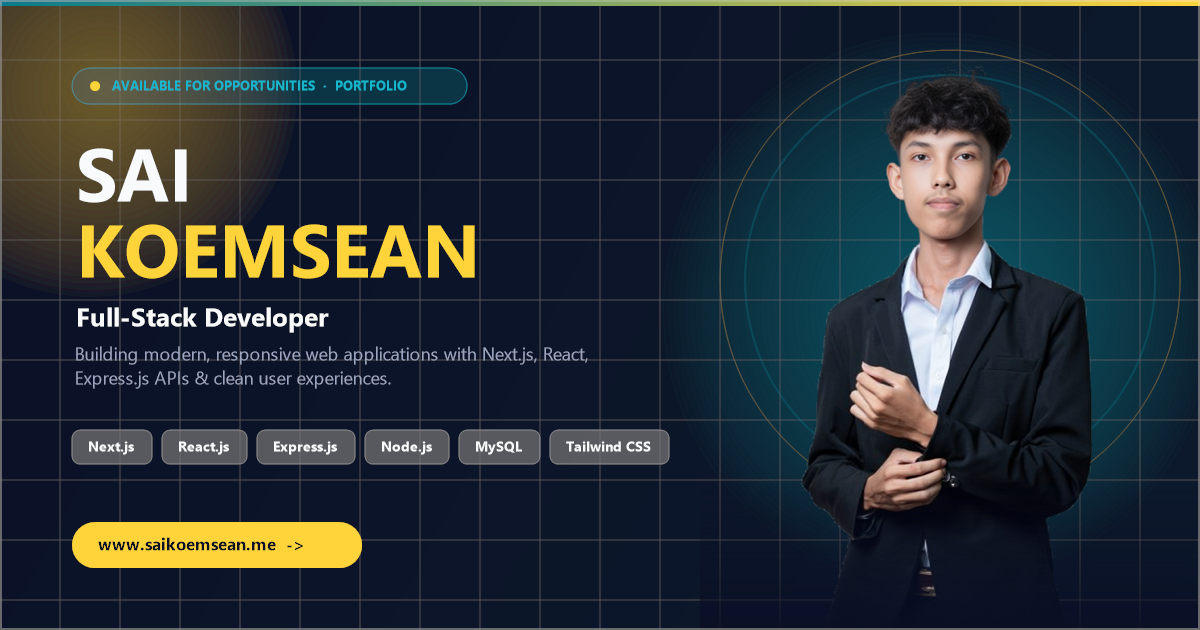 AVAILABLE FOR OPPORTUNITIES · PORTFOLIO
SAI
KOEMSEAN
Full-Stack Developer
Building modern, responsive web applications with Next.js, React,
Express.js APIs & clean user experiences.
Next.js React.js Express.js Node.js MySQL Tailwind CSS
www.saikoemsean.me ->